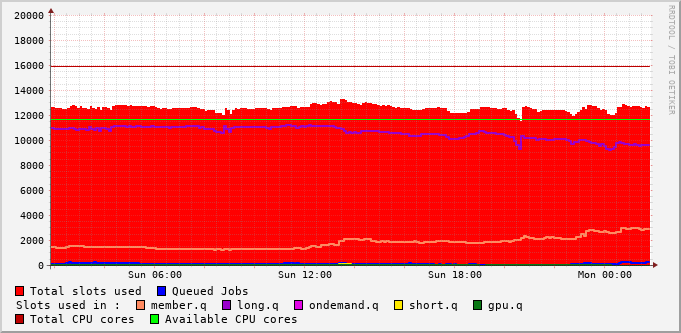 20000
18000
16000
14000
12000
10000
8000
6000
4000
2000
0
Sun 06:00 Sun 12:00 Sun 18:00 Mon 00:00
RRDTOOL / TOBI OETIKER
Total slots used Queued Jobs
Slots used in : member.q long.q ondemand.q short.q gpu.q
Total CPU cores Available CPU cores